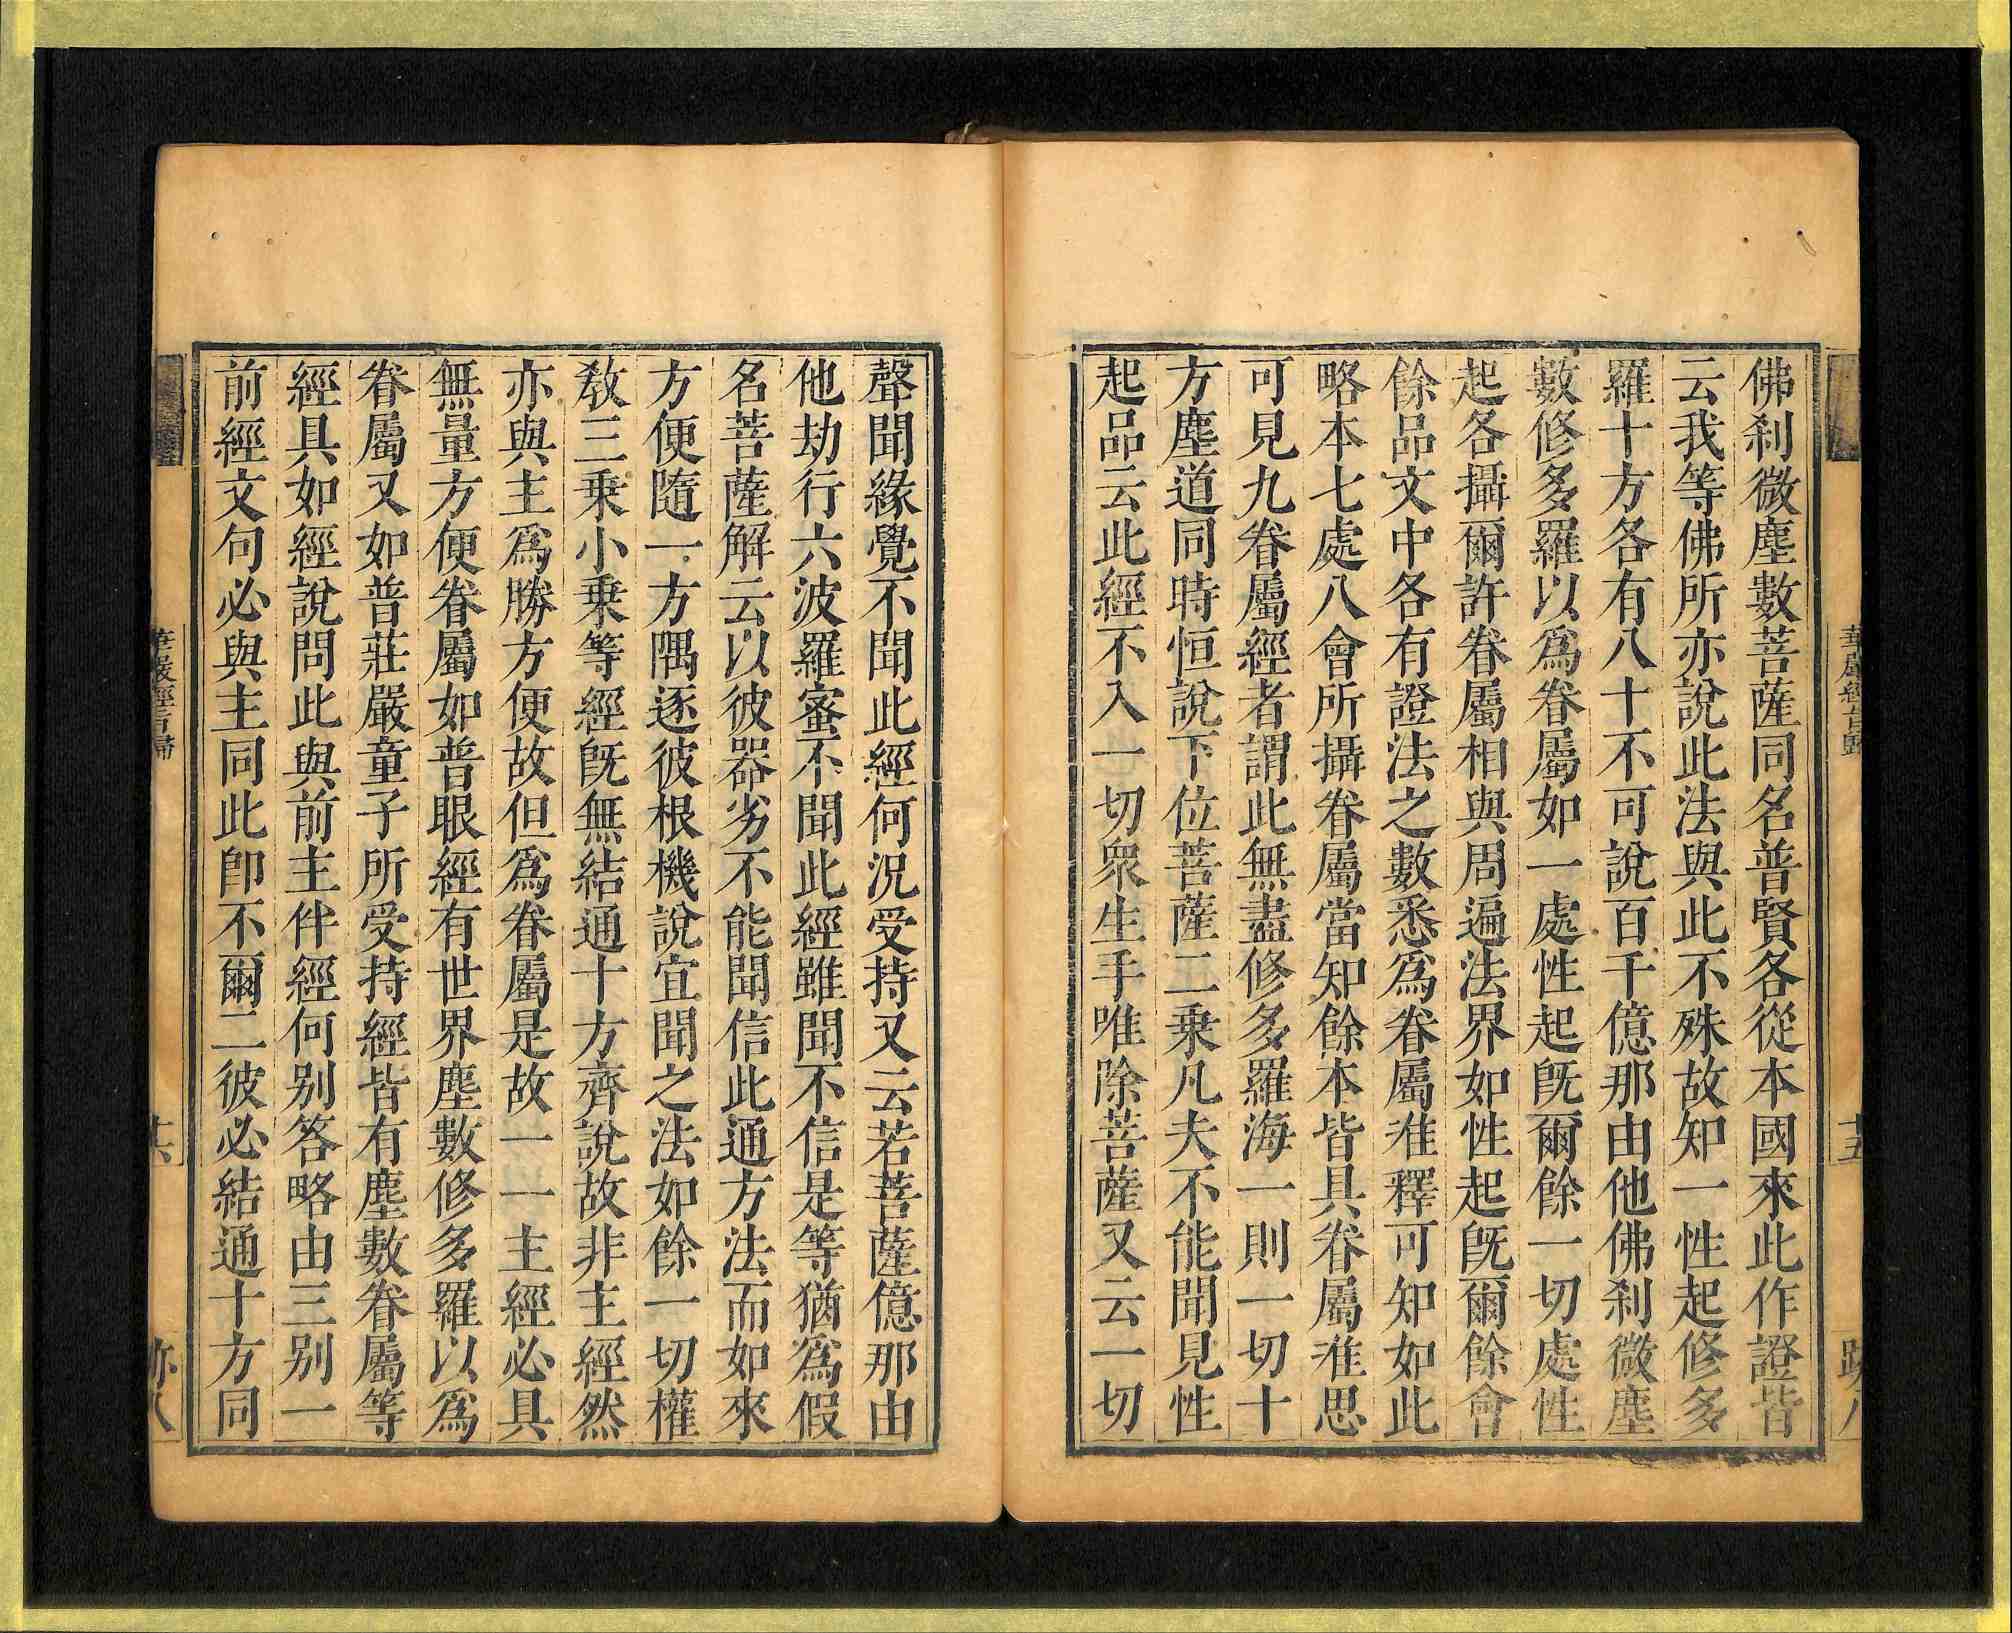 佛刹微塵數菩薩同名普賢各從本國來此作證皆
云我等佛所亦說此法與此不殊故知一性起修多
羅十方各有八十不可說百千億那由他佛刹微塵
數修多羅以爲眷屬如一處性起旣爾餘一切處性
起各攝爾許眷屬相與周遍法界如性起旣爾餘會
餘品文中各有證法之數悉爲眷屬准釋可知如此
略本七處八會所攝眷屬當知餘本皆具眷屬准思
可見九眷屬經者謂此無盡修多羅海一則一切十
方塵道同時恒說下位菩薩二乗凡夫不能聞見性
起品云此經不入一切衆生手唯除菩薩又云一切
聲聞緣覺不聞此經何況受持又云若菩薩億那由
他劫行六波羅蜜不聞此經雖聞不信是等猶爲假
名菩薩解云以彼器劣不能聞信此通方法而如來
方便隨一方隅逐彼根機說宜聞之法如餘一切權
敎三乗小乗等經旣無結通十方齊說故非主經然
亦與主爲勝方便故但爲眷屬是故一一主經必具
無量方便眷屬如普眼經有世界塵數修多羅以爲
眷屬又如普莊嚴童子所受持經皆有塵數眷屬等
經具如經說問此與前主伴經何别答略由三别一
前經文句必與主同此卽不爾二彼必結通十方同
華嚴經旨歸
十五
華嚴經旨歸
十六